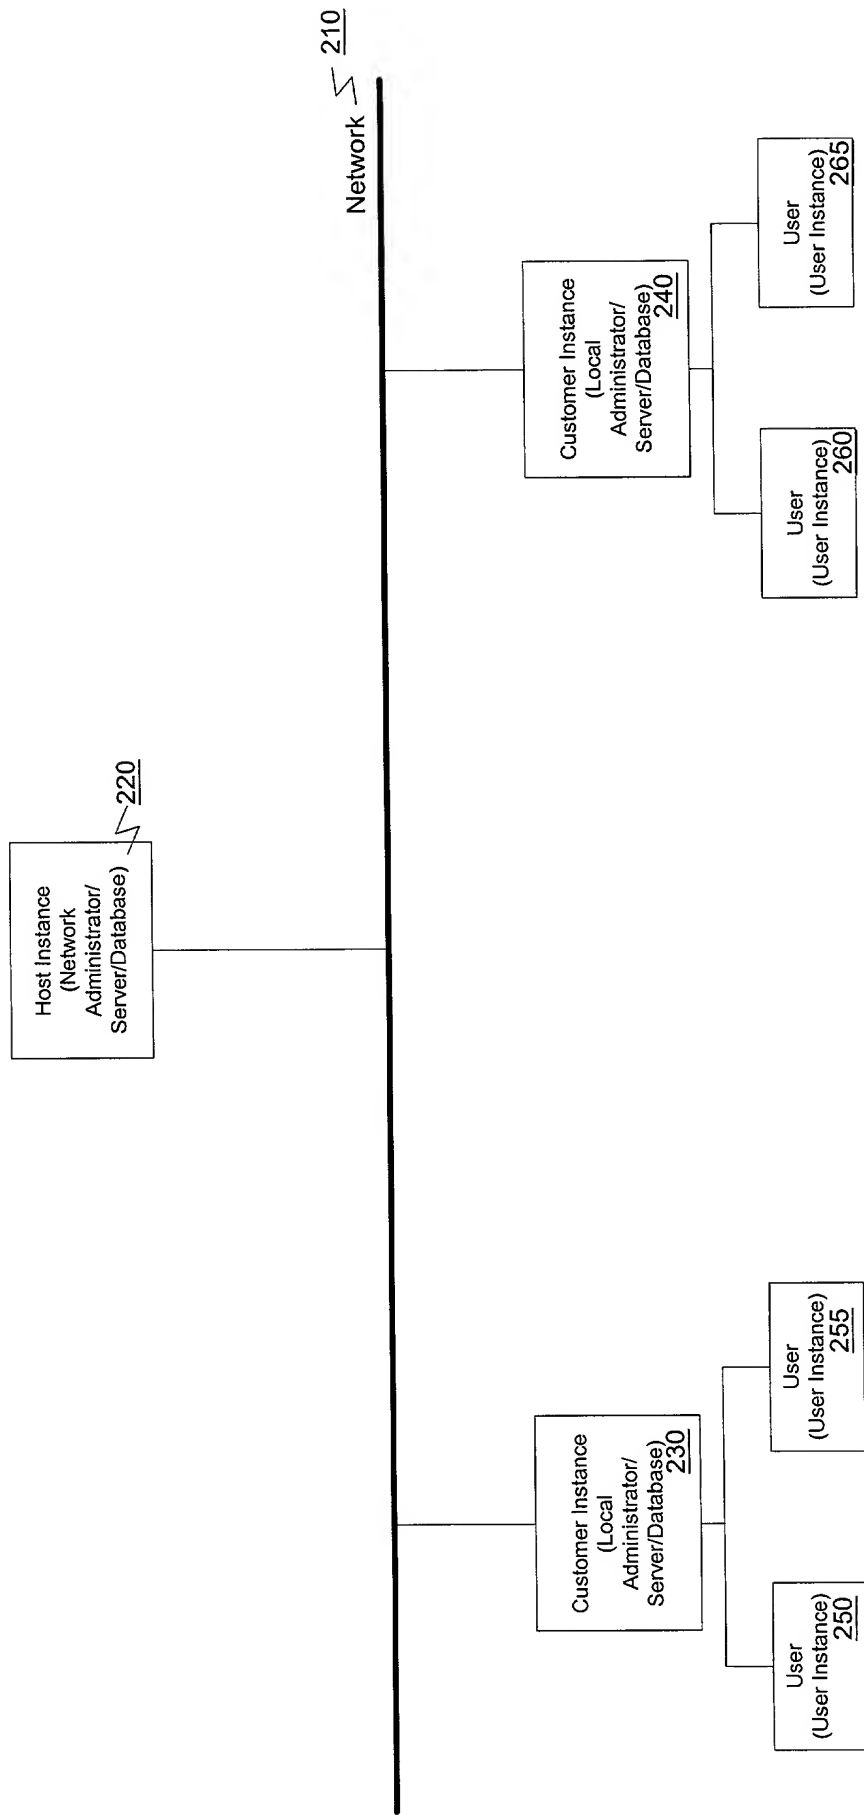 Host Instance
(Network
Administrator/
Server/Database)
220
Network
210
Customer Instance
(Local
Administrator/
Server/Database)
230
Customer Instance
(Local
Administrator/
Server/Database)
240
User
(User Instance)
250
User
(User Instance)
255
User
(User Instance)
260
User
(User Instance)
265